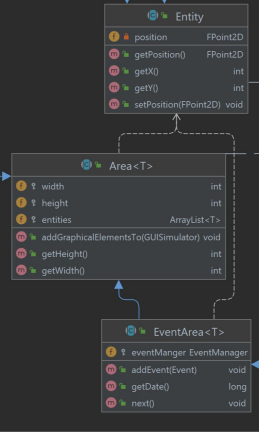 Entity
position FPoint2D
getPosition() FPoint2D
getX() int
getY() int
setPosition(FPoint2D) void
Area<T>
width int
height int
entities ArrayList<T>
addGraphicalElementsTo(GUISimulator) void
getHeight() int
getWidth() int
EventArea<T>
eventManger EventManager
addEvent(Event) void
getDate() long
next() void